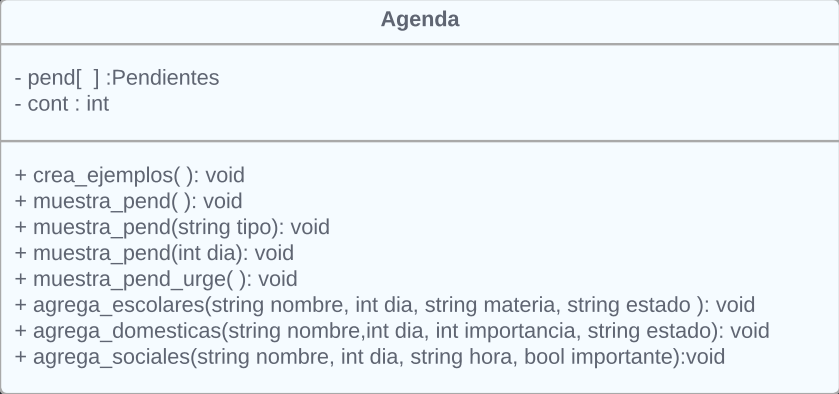 Agenda
- pend[  ] :Pendientes
- cont : int
+ crea_ejemplos( ): void
+ muestra_pend( ): void
+ muestra_pend(string tipo): void
+ muestra_pend(int dia): void
+ muestra_pend_urge( ): void
+ agrega_escolares(string nombre, int dia, string materia, string estado ): void
+ agrega_domesticas(string nombre,int dia, int importancia, string estado): void
+ agrega_sociales(string nombre, int dia, string hora, bool importante):void